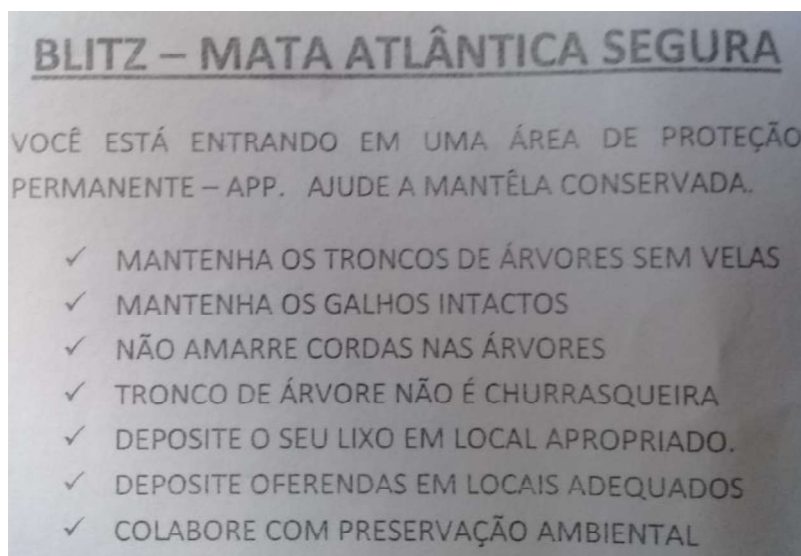 BLITZ – MATA ATLÂNTICA SEGURA
VOCÊ ESTÁ ENTRANDO EM UMA ÁREA DE PROTEÇÃO
PERMANENTE – APP. AJUDE A MANTÊLA CONSERVADA.
✓ MANTENHA OS TRONCOS DE ÁRVORES SEM VELAS
✓ MANTENHA OS GALHOS INTACTOS
✓ NÃO AMARRE CORDAS NAS ÁRVORES
✓ TRONCO DE ÁRVORE NÃO É CHURRASQUEIRA
✓ DEPOSITE O SEU LIXO EM LOCAL APROPRIADO.
✓ DEPOSITE OFERENDAS EM LOCAIS ADEQUADOS
✓ COLABORE COM PRESERVAÇÃO AMBIENTAL